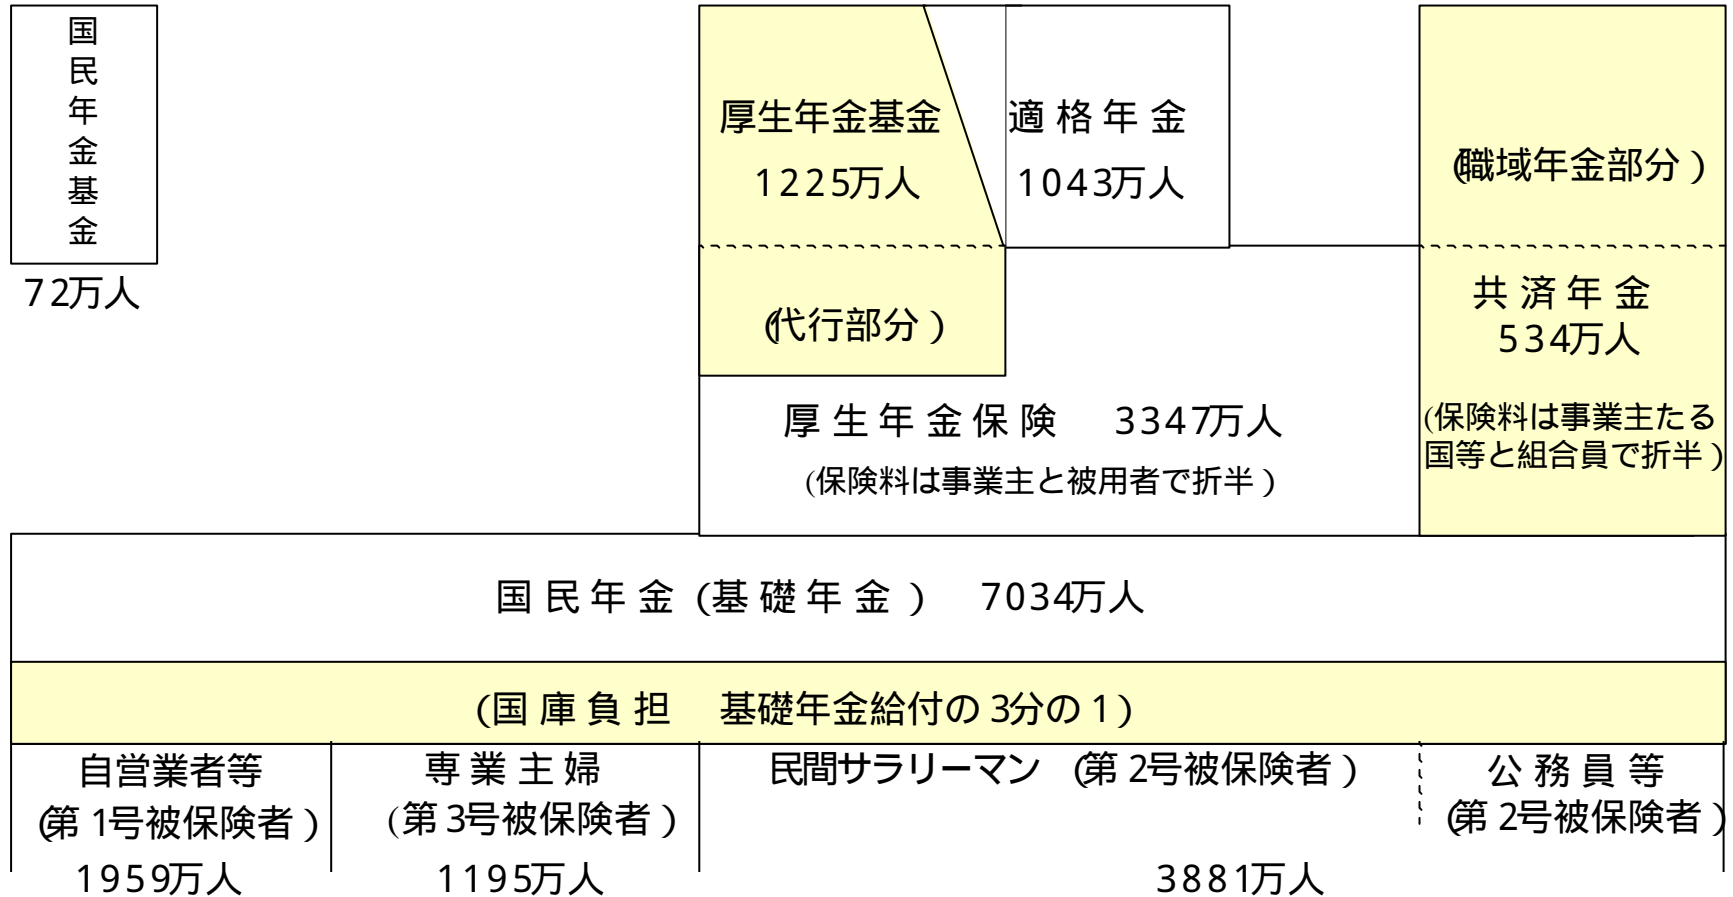 国民年金基金
72万人
厚生年金基金
1225万人
適格年金
1043万人
(職域年金部分)
(代行部分)
共済年金
534万人
(保険料は事業主たる
国等と組合員で折半)
厚生年金保険 3347万人
(保険料は事業主と被用者で折半)
国民年金(基礎年金) 7034万人
(国庫負担 基礎年金給付の3分の1)
自営業者等
(第1号被保険者)
1959万人
専業主婦
(第3号被保険者)
1195万人
民間サラリーマン (第2号被保険者)
公務員等
(第2号被保険者)
3881万人